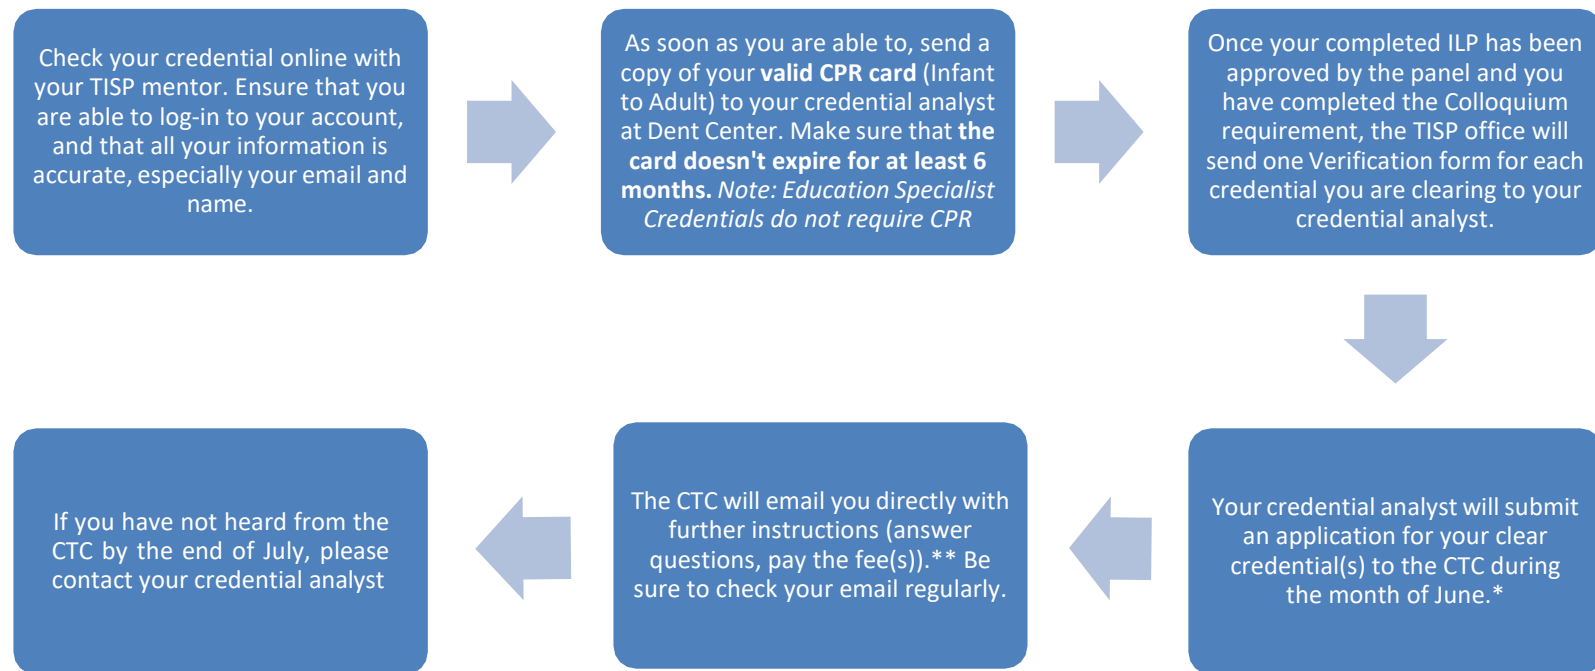 Check your credential online with
your TISP mentor. Ensure that you
are able to log-in to your account,
and that all your information is
accurate, especially your email and
name.
As soon as you are able to, send a
copy of your valid CPR card (Infant
to Adult) to your credential analyst
at Dent Center. Make sure that the
card doesn't expire for at least 6
months. Note: Education Specialist
Credentials do not require CPR
Once your completed ILP has been
approved by the panel and you
have completed the Colloquium
requirement, the TISP office will
send one Verification form for each
credential you are clearing to your
credential analyst.
Your credential analyst will submit
an application for your clear
credential(s) to the CTC during
the month of June.*
The CTC will email you directly with
further instructions (answer
questions, pay the fee(s)).** Be
sure to check your email regularly.
If you have not heard from the
CTC by the end of July, please
contact your credential analyst